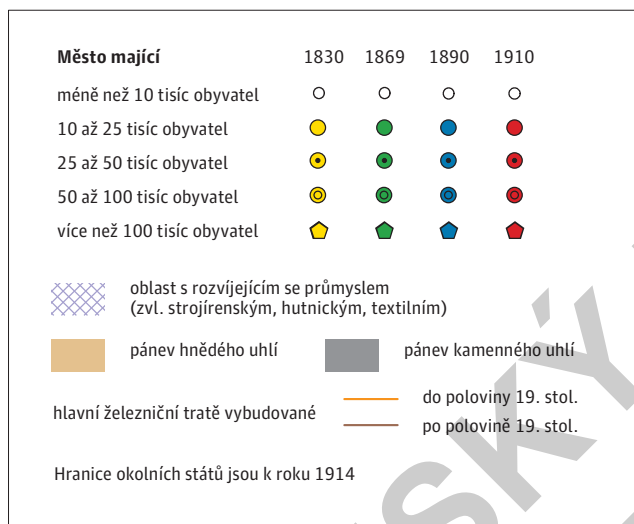 Město mající 1830 1869 1890 1910
méně než 10 tisíc obyvatel
10 až 25 tisíc obyvatel
25 až 50 tisíc obyvatel
50 až 100 tisíc obyvatel
více než 100 tisíc obyvatel
oblast s rozvíjejícím se průmyslem
(zvl. strojírenským, hutnickým, textilním)
pánev hnědého uhlí pánev kamenného uhlí
hlavní železniční tratě vybudované
do poloviny 19. stol.
po polovině 19. stol.
Hranice okolních států jsou k roku 1914
SKÝ